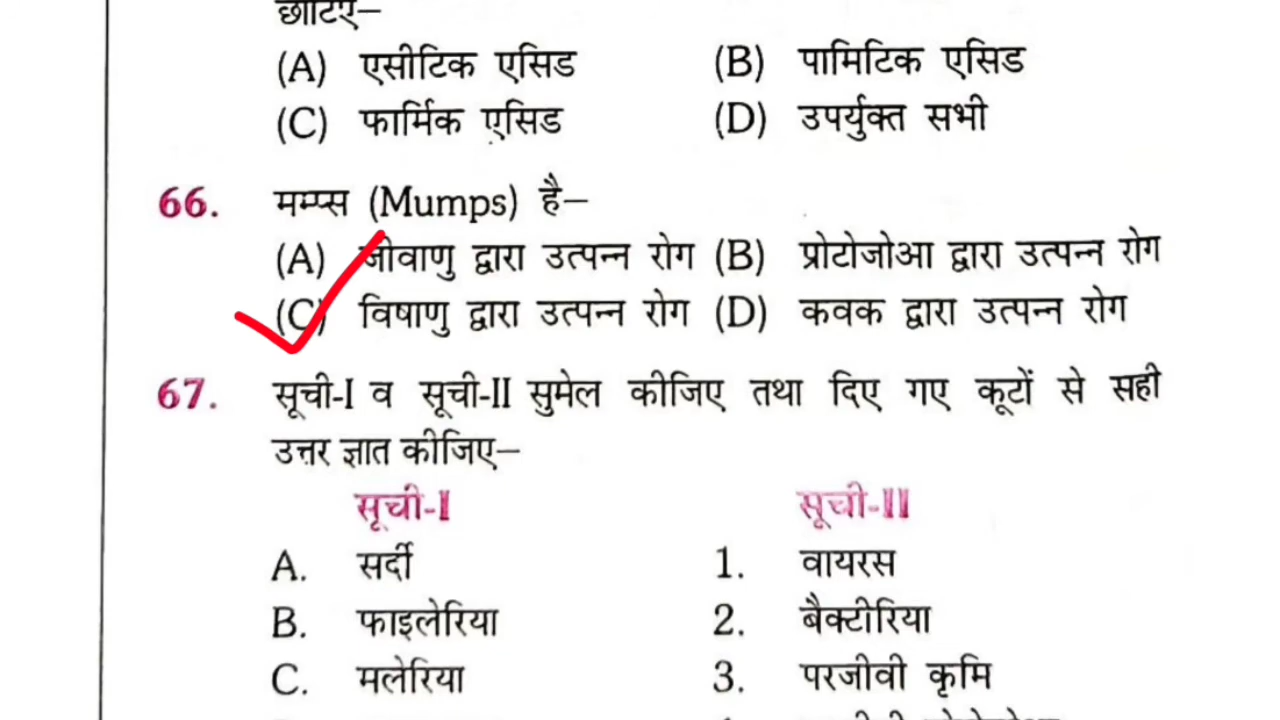 छाँटिए–
(A) एसीटिक एसिड (B) पामिटिक एसिड
(C) फार्मिक एसिड (D) उपर्युक्त सभी
66. मम्प्स (Mumps) है–
(A) जीवाणु द्वारा उत्पन्न रोग (B) प्रोटोजोआ द्वारा उत्पन्न रोग
(C) विषाणु द्वारा उत्पन्न रोग (D) कवक द्वारा उत्पन्न रोग
67. सूची-I व सूची-II सुमेल कीजिए तथा दिए गए कूटों से सही
उत्तर ज्ञात कीजिए–
सूची-I सूची-II
A. सर्दी 1. वायरस
B. फाइलेरिया 2. बैक्टीरिया
C. मलेरिया 3. परजीवी कृमि